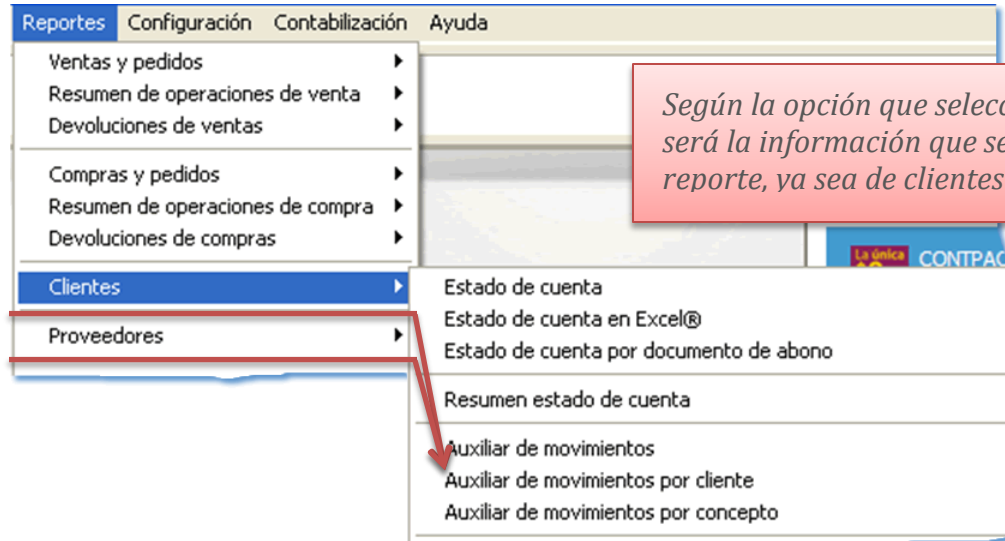 Reportes Configuración Contabilización Ayuda
Ventas y pedidos
Resumen de operaciones de venta
Devoluciones de ventas
Compras y pedidos
Resumen de operaciones de compra
Devoluciones de compras
Clientes
Proveedores
Según la opción que selecc
será la información que se
reporte, ya sea de clientes
La única
CONTPAC
Estado de cuenta
Estado de cuenta en Excel®
Estado de cuenta por documento de abono
Resumen estado de cuenta
Auxiliar de movimientos
Auxiliar de movimientos por cliente
Auxiliar de movimientos por concepto